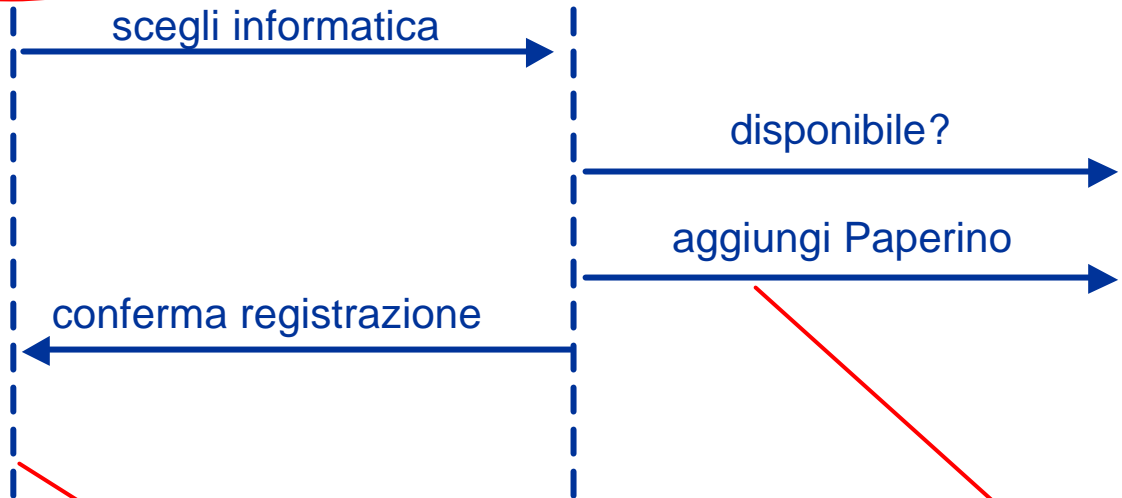 scegli informatica
disponibile?
aggiungi Paperino
conferma registrazione